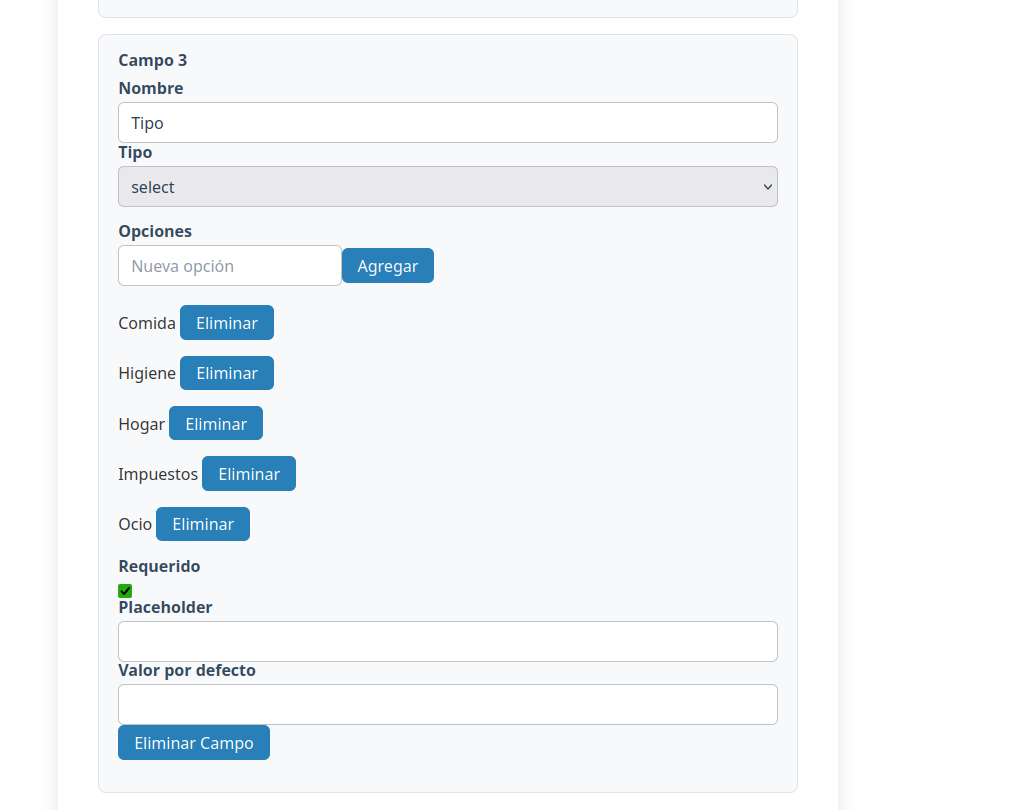 Campo 3
Nombre
Tipo
Tipo
select
Opciones
Nueva opción Agregar
Comida Eliminar
Higiene Eliminar
Hogar Eliminar
Impuestos Eliminar
Ocio Eliminar
Requerido
Placeholder
Valor por defecto
Eliminar Campo